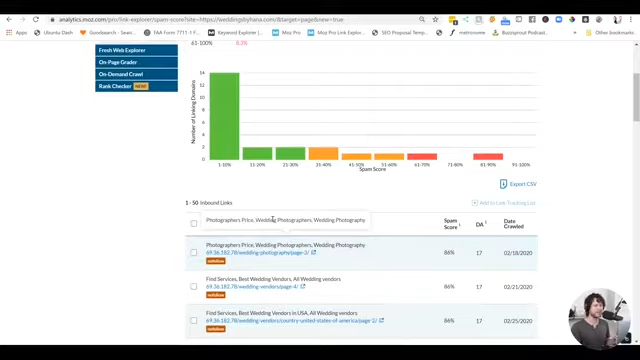 analytics.moz.com/pro/link-explorer/spam-score?site=https://weddingsbyhana.com/&target=page&new=true
Ubuntu Dash
Goodsearch - Good...
FAA Form 7711-1 F...
Keyword Explorer |...
Moz Pro
Moz Pro Link Explor...
SEO Proposal Temp...
metronome
Buzzsprout Podcast...
Other bookmarks
Fresh Web Explorer
On-Page Grader
On-Demand Crawl
Rank Checker NEW!
61-100% 8.3%
Number of Linking Domains
14
12
10
8
6
4
2
0
1-10% 11-20% 21-30% 31-40% 41-50% 51-60% 61-70% 71-80% 81-90% 91-100%
Spam Score
Export CSV
1 - 50 Inbound Links
Add to Link Tracking List
Photographers Price, Wedding Photographers, Wedding Photography
Spam Score DA Date Crawled
Photographers Price, Wedding Photographers, Wedding Photography
69.36.182.78/wedding-photography/page-3/
nofollow
86% 17 02/18/2020
Find Services, Best Wedding Vendors, All Wedding vendors
69.36.182.78/wedding-vendors/page-4/
nofollow
86% 17 02/21/2020
Find Services, Best Wedding Vendors in USA, All Wedding vendors
69.36.182.78/wedding-vendors/country-united-states-of-america/page-1/
nofollow
86% 17 02/25/2020